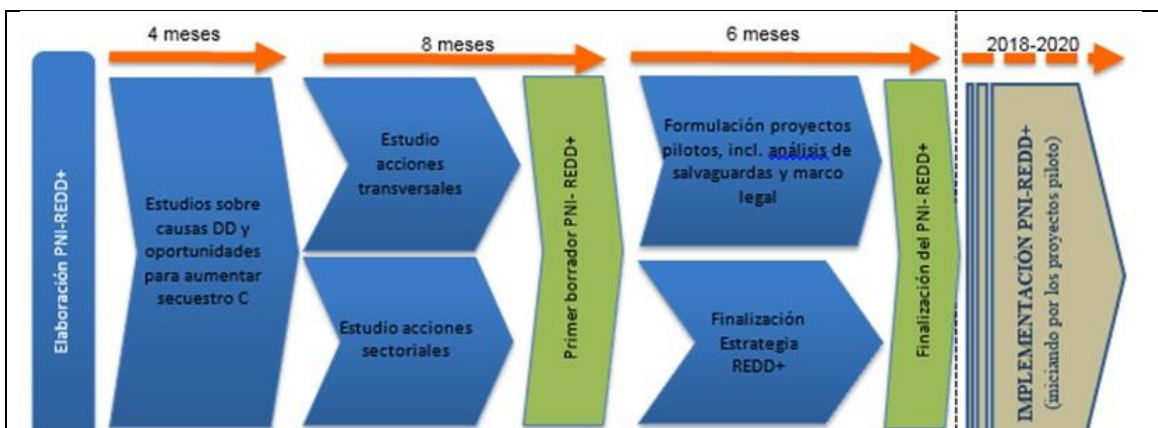 4 meses
8 meses
6 meses
2018-2020
Elaboración PNI-REDD+
Estudios sobre
causas DD y
oportunidades
para aumentar
secuestro C
Estudio
acciones
transversales
Estudio acciones
sectoriales
Primer borrador PNI- REDD+
Formulación proyectos
pilotos, incl. análisis de
salvaguardas y marco
legal
Finalización
Estrategia
REDD+
Finalización del PNI- REDD+
IMPLEMENTACIÓN PNI-REDD+
(iniciando por los proyectos piloto)